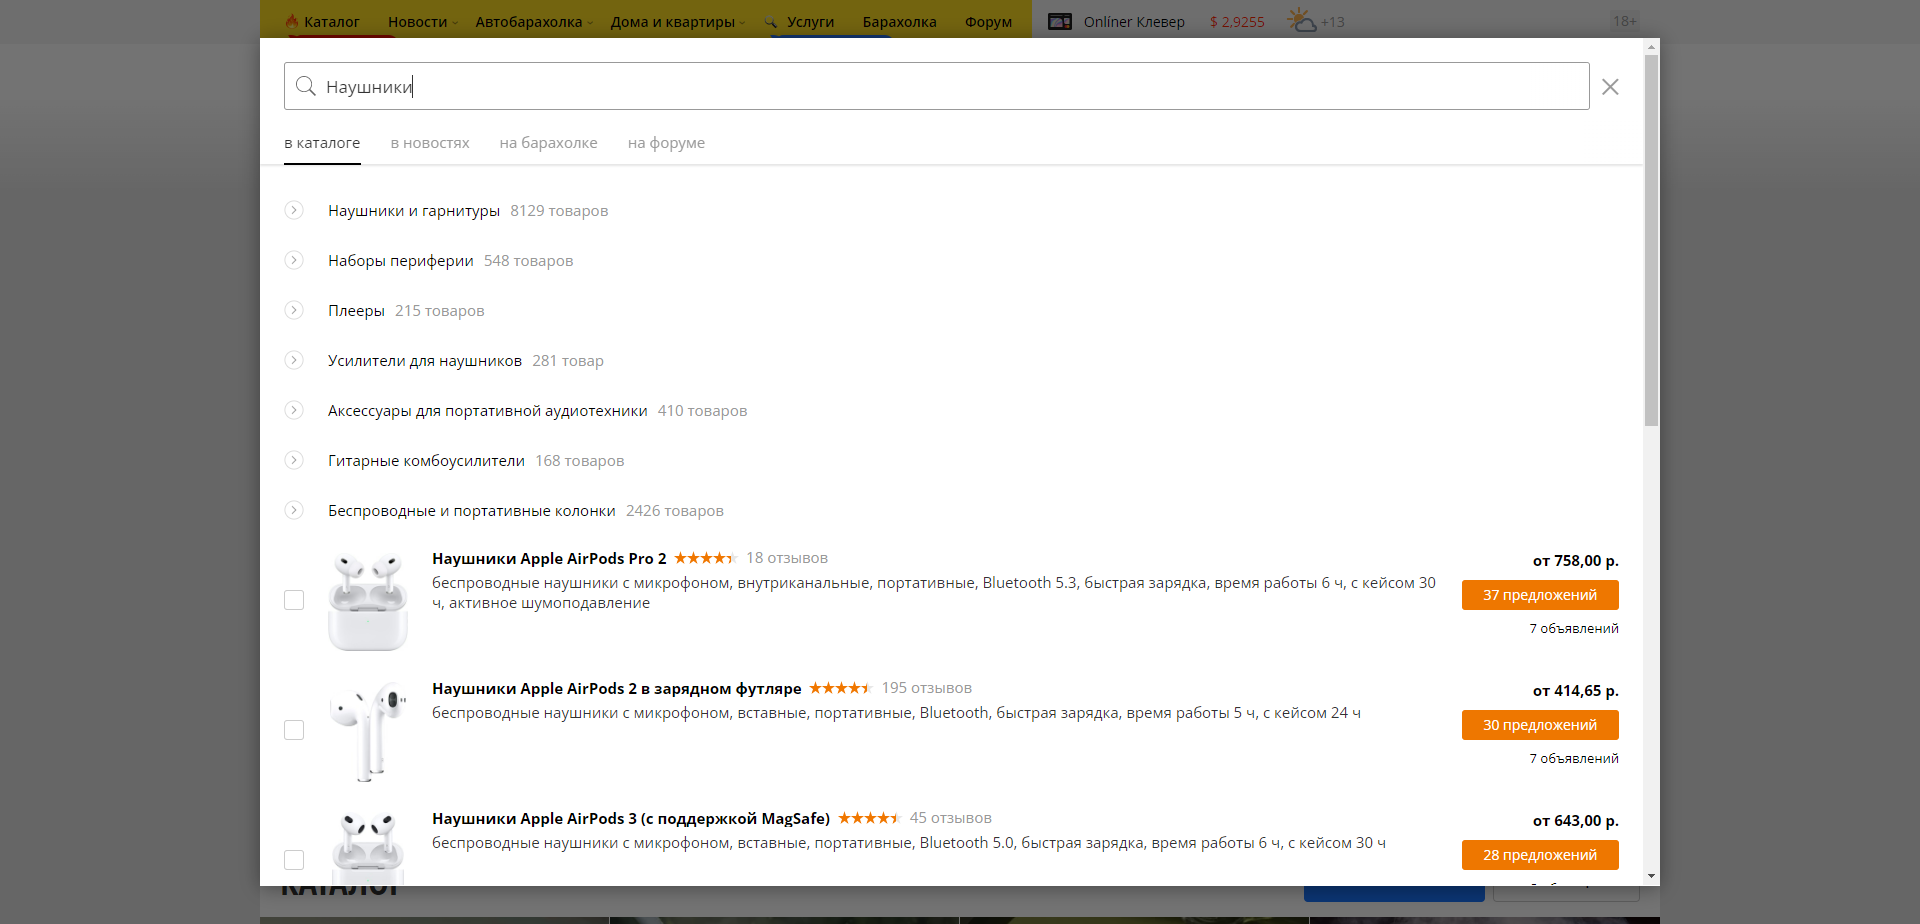 Каталог Новости Автобарахолка Дома и квартиры Услуги Барахолка Форум Onlíner Клевер $ 2,9255 +13 18+
Наушники
в каталоге в новостях на барахолке на форуме
Наушники и гарнитуры 8129 товаров
Наборы периферии 548 товаров
Плееры 215 товаров
Усилители для наушников 281 товар
Аксессуары для портативной аудиотехники 410 товаров
Гитарные комбоусилители 168 товаров
Беспроводные и портативные колонки 2426 товаров
Наушники Apple AirPods Pro 2 18 отзывов
от 758,00 р.
беспроводные наушники с микрофоном, внутриканальные, портативные, Bluetooth 5.3, быстрая зарядка, время работы 6 ч, с кейсом 30
ч, активное шумоподавление
37 предложений
7 объявлений
Наушники Apple AirPods 2 в зарядном футляре 195 отзывов
от 414,65 р.
беспроводные наушники с микрофоном, вставные, портативные, Bluetooth, быстрая зарядка, время работы 5 ч, с кейсом 24 ч
30 предложений
7 объявлений
Наушники Apple AirPods 3 (с поддержкой MagSafe) 45 отзывов
от 643,00 р.
беспроводные наушники с микрофоном, вставные, портативные, Bluetooth 5.0, быстрая зарядка, время работы 6 ч, с кейсом 30 ч
28 предложений
КАТАЛОГ